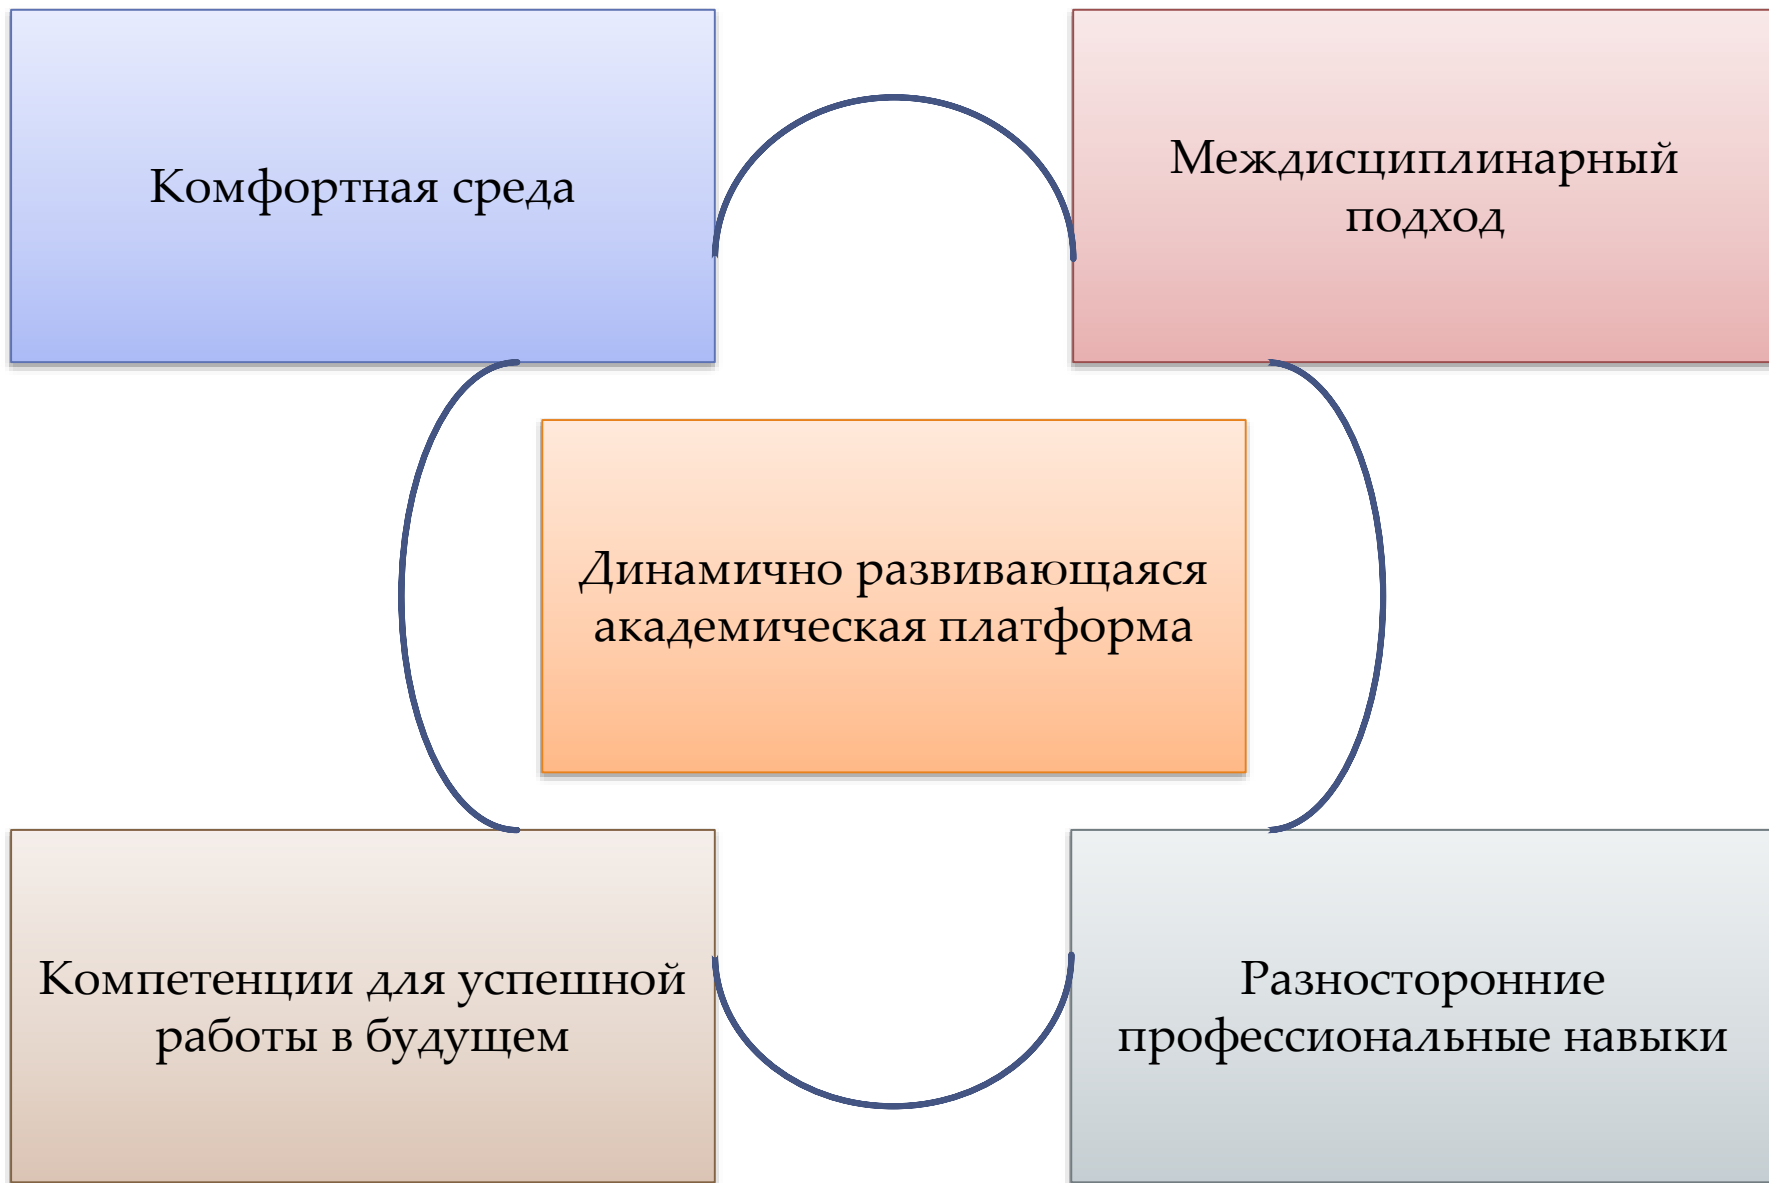 Комфортная среда
Междисциплинарный
подход
Динамично развивающаяся
академическая платформа
Компетенции для успешной
работы в будущем
Разносторонние
профессиональные навыки